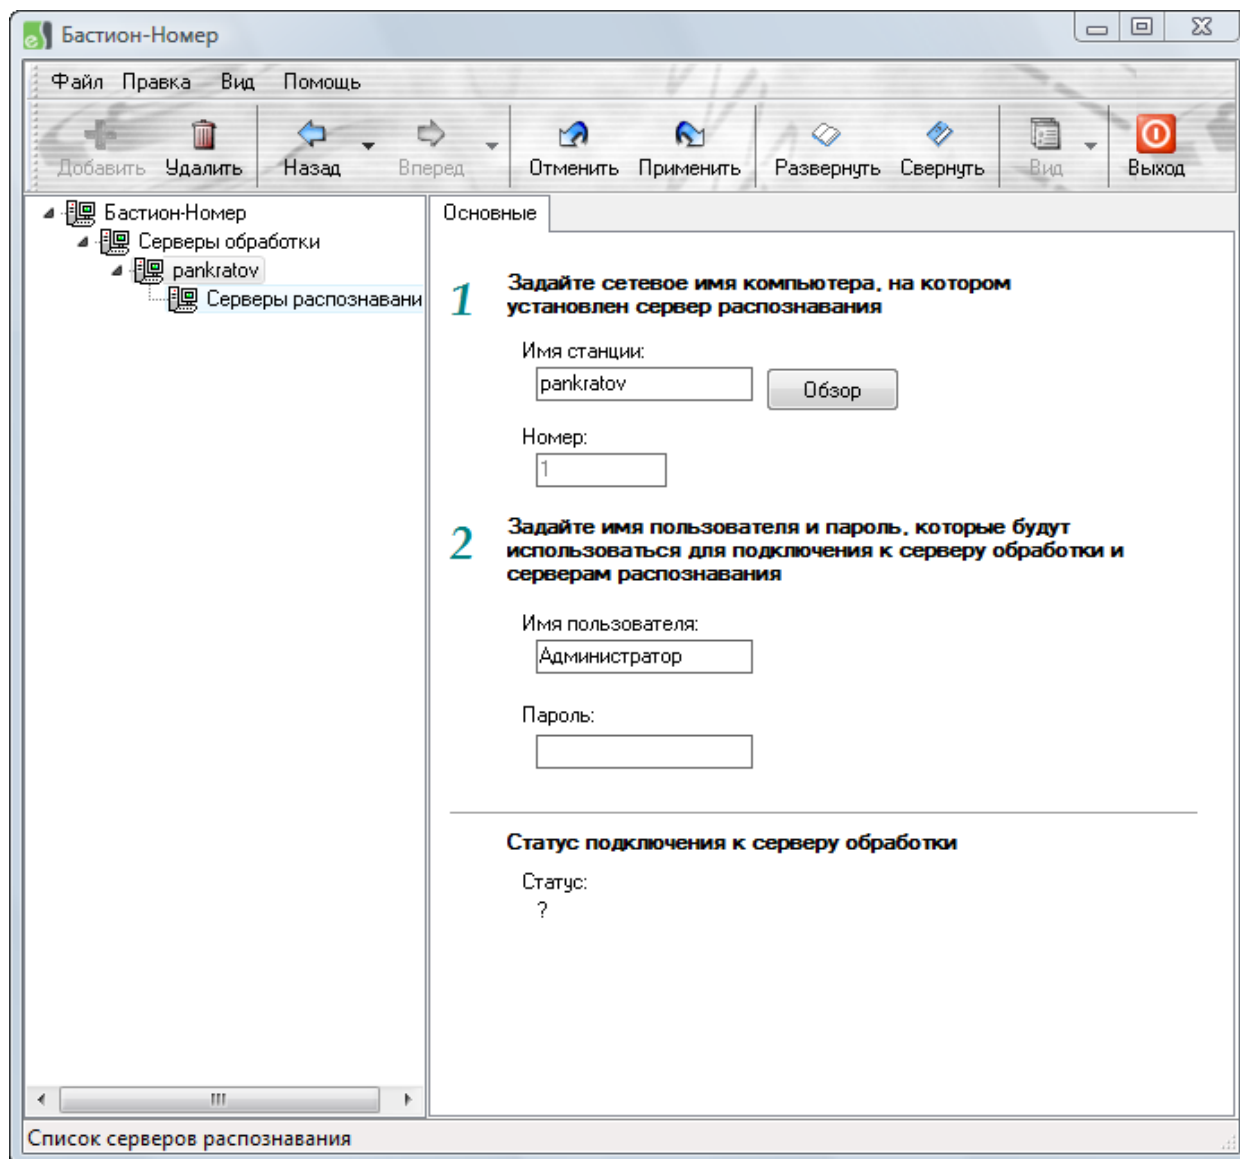 Бастион-Номер
Файл Правка Вид Помощь
Добавить Удалить Назад Вперед Отменить Применить Развернуть Свернуть Вид Выход
Бастион-Номер
Серверы обработки
pankratov
Серверы распознавани
Основные
1 Задайте сетевое имя компьютера, на котором
установлен сервер распознавания
Имя станции:
pankratov Обзор
Номер:
1
2 Задайте имя пользователя и пароль, которые будут
использоваться для подключения к серверу обработки и
серверам распознавания
Имя пользователя:
Администратор
Пароль:
Статус подключения к серверу обработки
Статус:
?
Список серверов распознавания